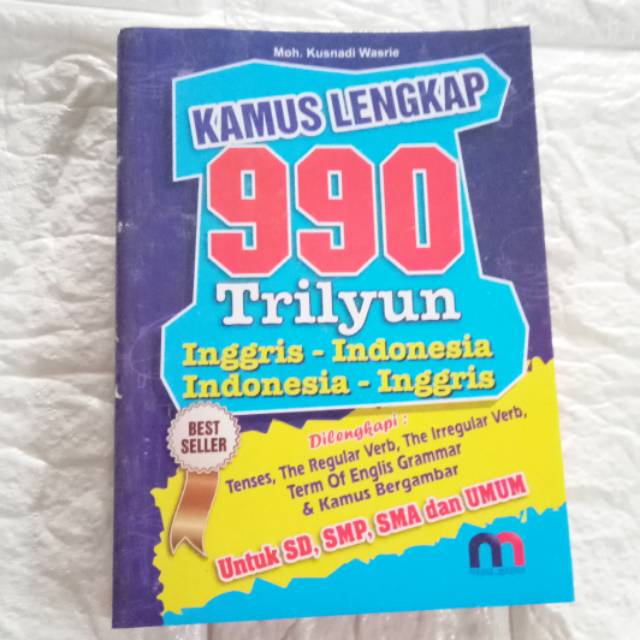 Moh. Kusnadi Wasrie
KAMUS LENGKAP
990
Trilyun
Inggris - Indonesia
Indonesia - Inggris
BEST
SELLER
Dilengkapi :
Tenses, The Regular Verb, The Irregular Verb,
Term Of Englis Grammar
& Kamus Bergambar
Untuk SD, SMP, SMA dan UMUM